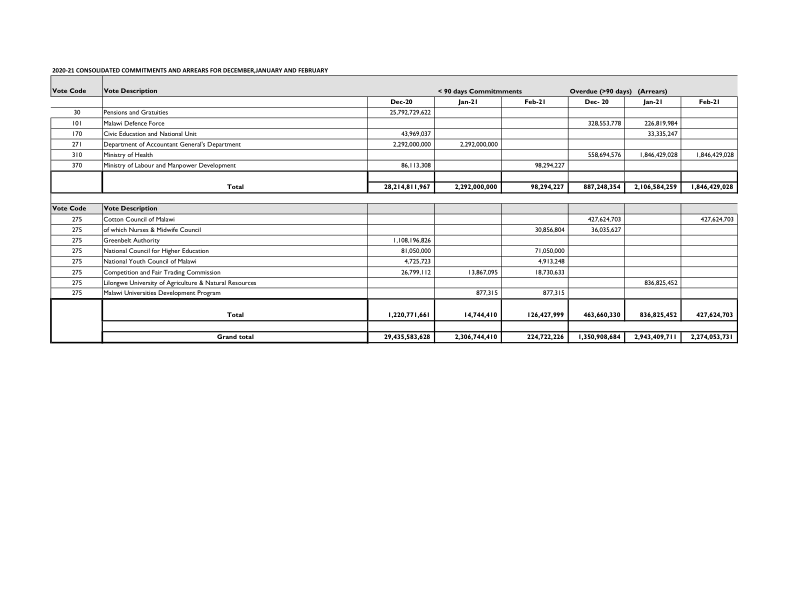 2020-21 CONSOLIDATED COMMITMENTS AND ARREARS FOR DECEMBER,JANUARY AND FEBRUARY
Vote Code Vote Description < 90 days Commitmments Overdue (>90 days) (Arrears)
Dec-20 Jan-21 Feb-21 Dec- 20 Jan-21 Feb-21
30 Pensions and Gratuities 25,792,729,622
101 Malawi Defence Force 328,553,778 226,819,984
170 Civic Education and National Unit 43,969,037 33,335,247
271 Department of Accountant General's Department 2,292,000,000 2,292,000,000
310 Ministry of Health 558,694,576 1,846,429,028 1,846,429,028
370 Ministry of Labour and Manpower Development 86,113,308 98,294,227
Total 28,214,811,967 2,292,000,000 98,294,227 887,248,354 2,106,584,259 1,846,429,028
Vote Code Vote Description
275 Cotton Council of Malawi 427,624,703 427,624,703
275 of which Nurses & Midwife Council 30,856,804 36,035,627
275 Greenbelt Authority 1,108,196,826
275 National Council for Higher Education 81,050,000 71,050,000
275 National Youth Council of Malawi 4,725,723 4,913,248
275 Competition and Fair Trading Commission 26,799,112 13,867,095 18,730,633
275 Lilongwe University of Agriculture & Natural Resources 836,825,452
275 Malawi Universities Development Program 877,315 877,315
Total 1,220,771,661 14,744,410 126,427,999 463,660,330 836,825,452 427,624,703
Grand total 29,435,583,628 2,306,744,410 224,722,226 1,350,908,684 2,943,409,711 2,274,053,731